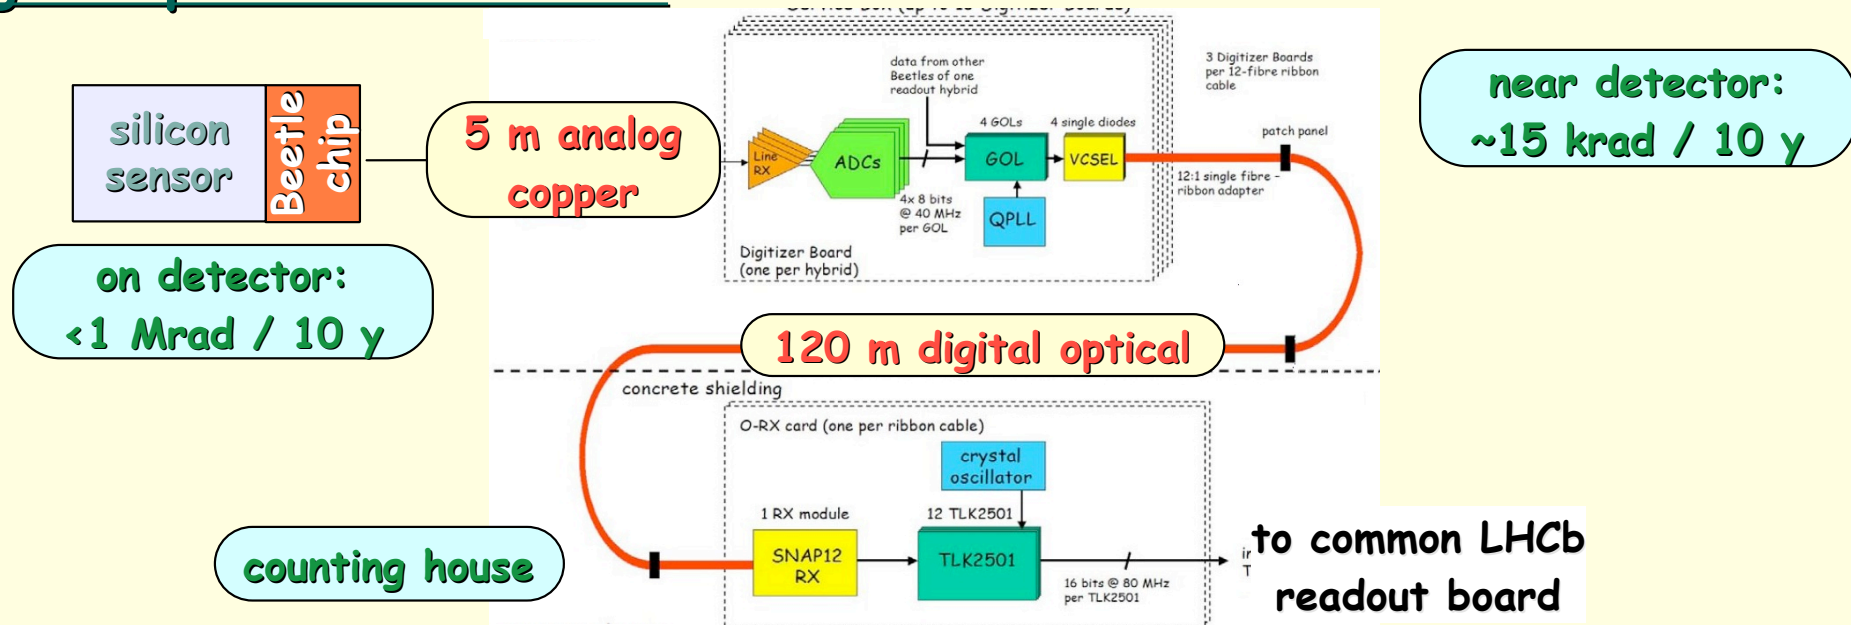 silicon
sensor
Beetle
chip
5 m analog
copper
on detector:
<1 Mrad / 10 y
data from other
Beetles of one
readout hybrid
Line
RX
ADCs
4x 8 bits
@ 40 MHz
per GOL
4 GOLs
GOL
QPLL
4 single diodes
VCSEL
Digitizer Board
(one per hybrid)
3 Digitizer Boards
per 12-fibre ribbon
cable
patch panel
12:1 single fibre -
ribbon adapter
near detector:
~15 krad / 10 y
120 m digital optical
concrete shielding
O-RX card (one per ribbon cable)
crystal
oscillator
1 RX module
SNAP12
RX
12 TLK2501
TLK2501
16 bits @ 80 MHz
per TLK2501
counting house
to common LHCb
readout board